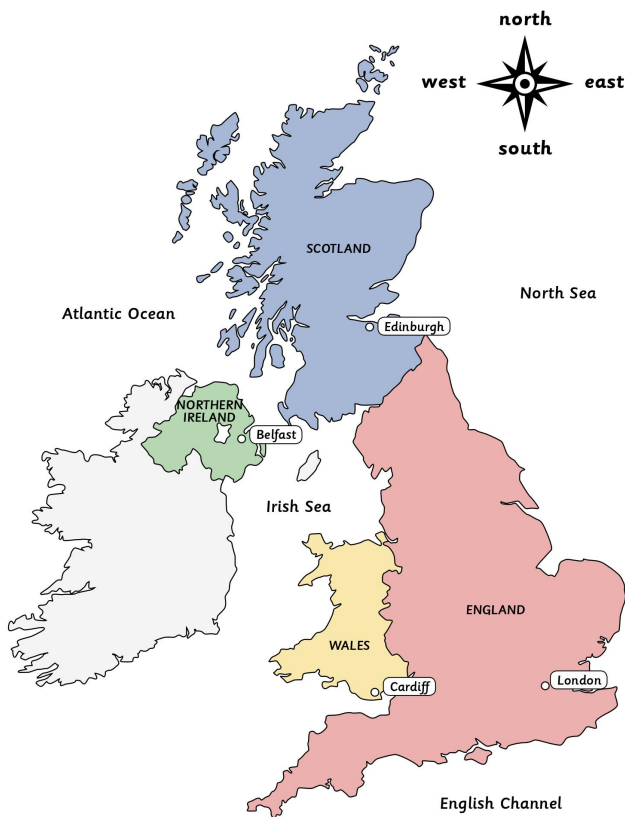 north
west east
south
SCOTLAND
North Sea
Atlantic Ocean
Edinburgh
NORTHERN
IRELAND
Belfast
Irish Sea
ENGLAND
WALES
London
Cardiff
English Channel